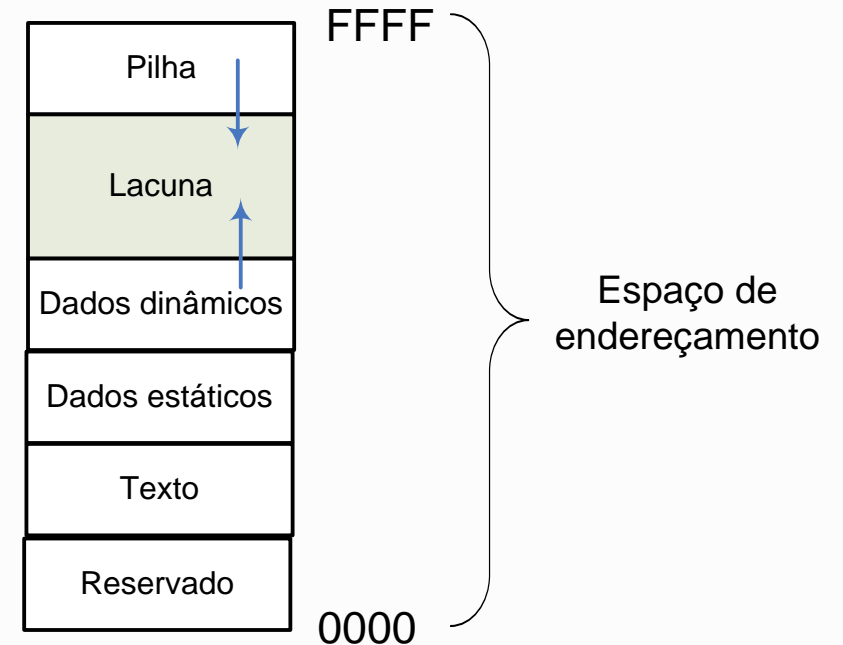 FFFF
Pilha
Lacuna
Dados dinâmicos
Espaço de
endereçamento
Dados estáticos
Texto
Reservado
0000